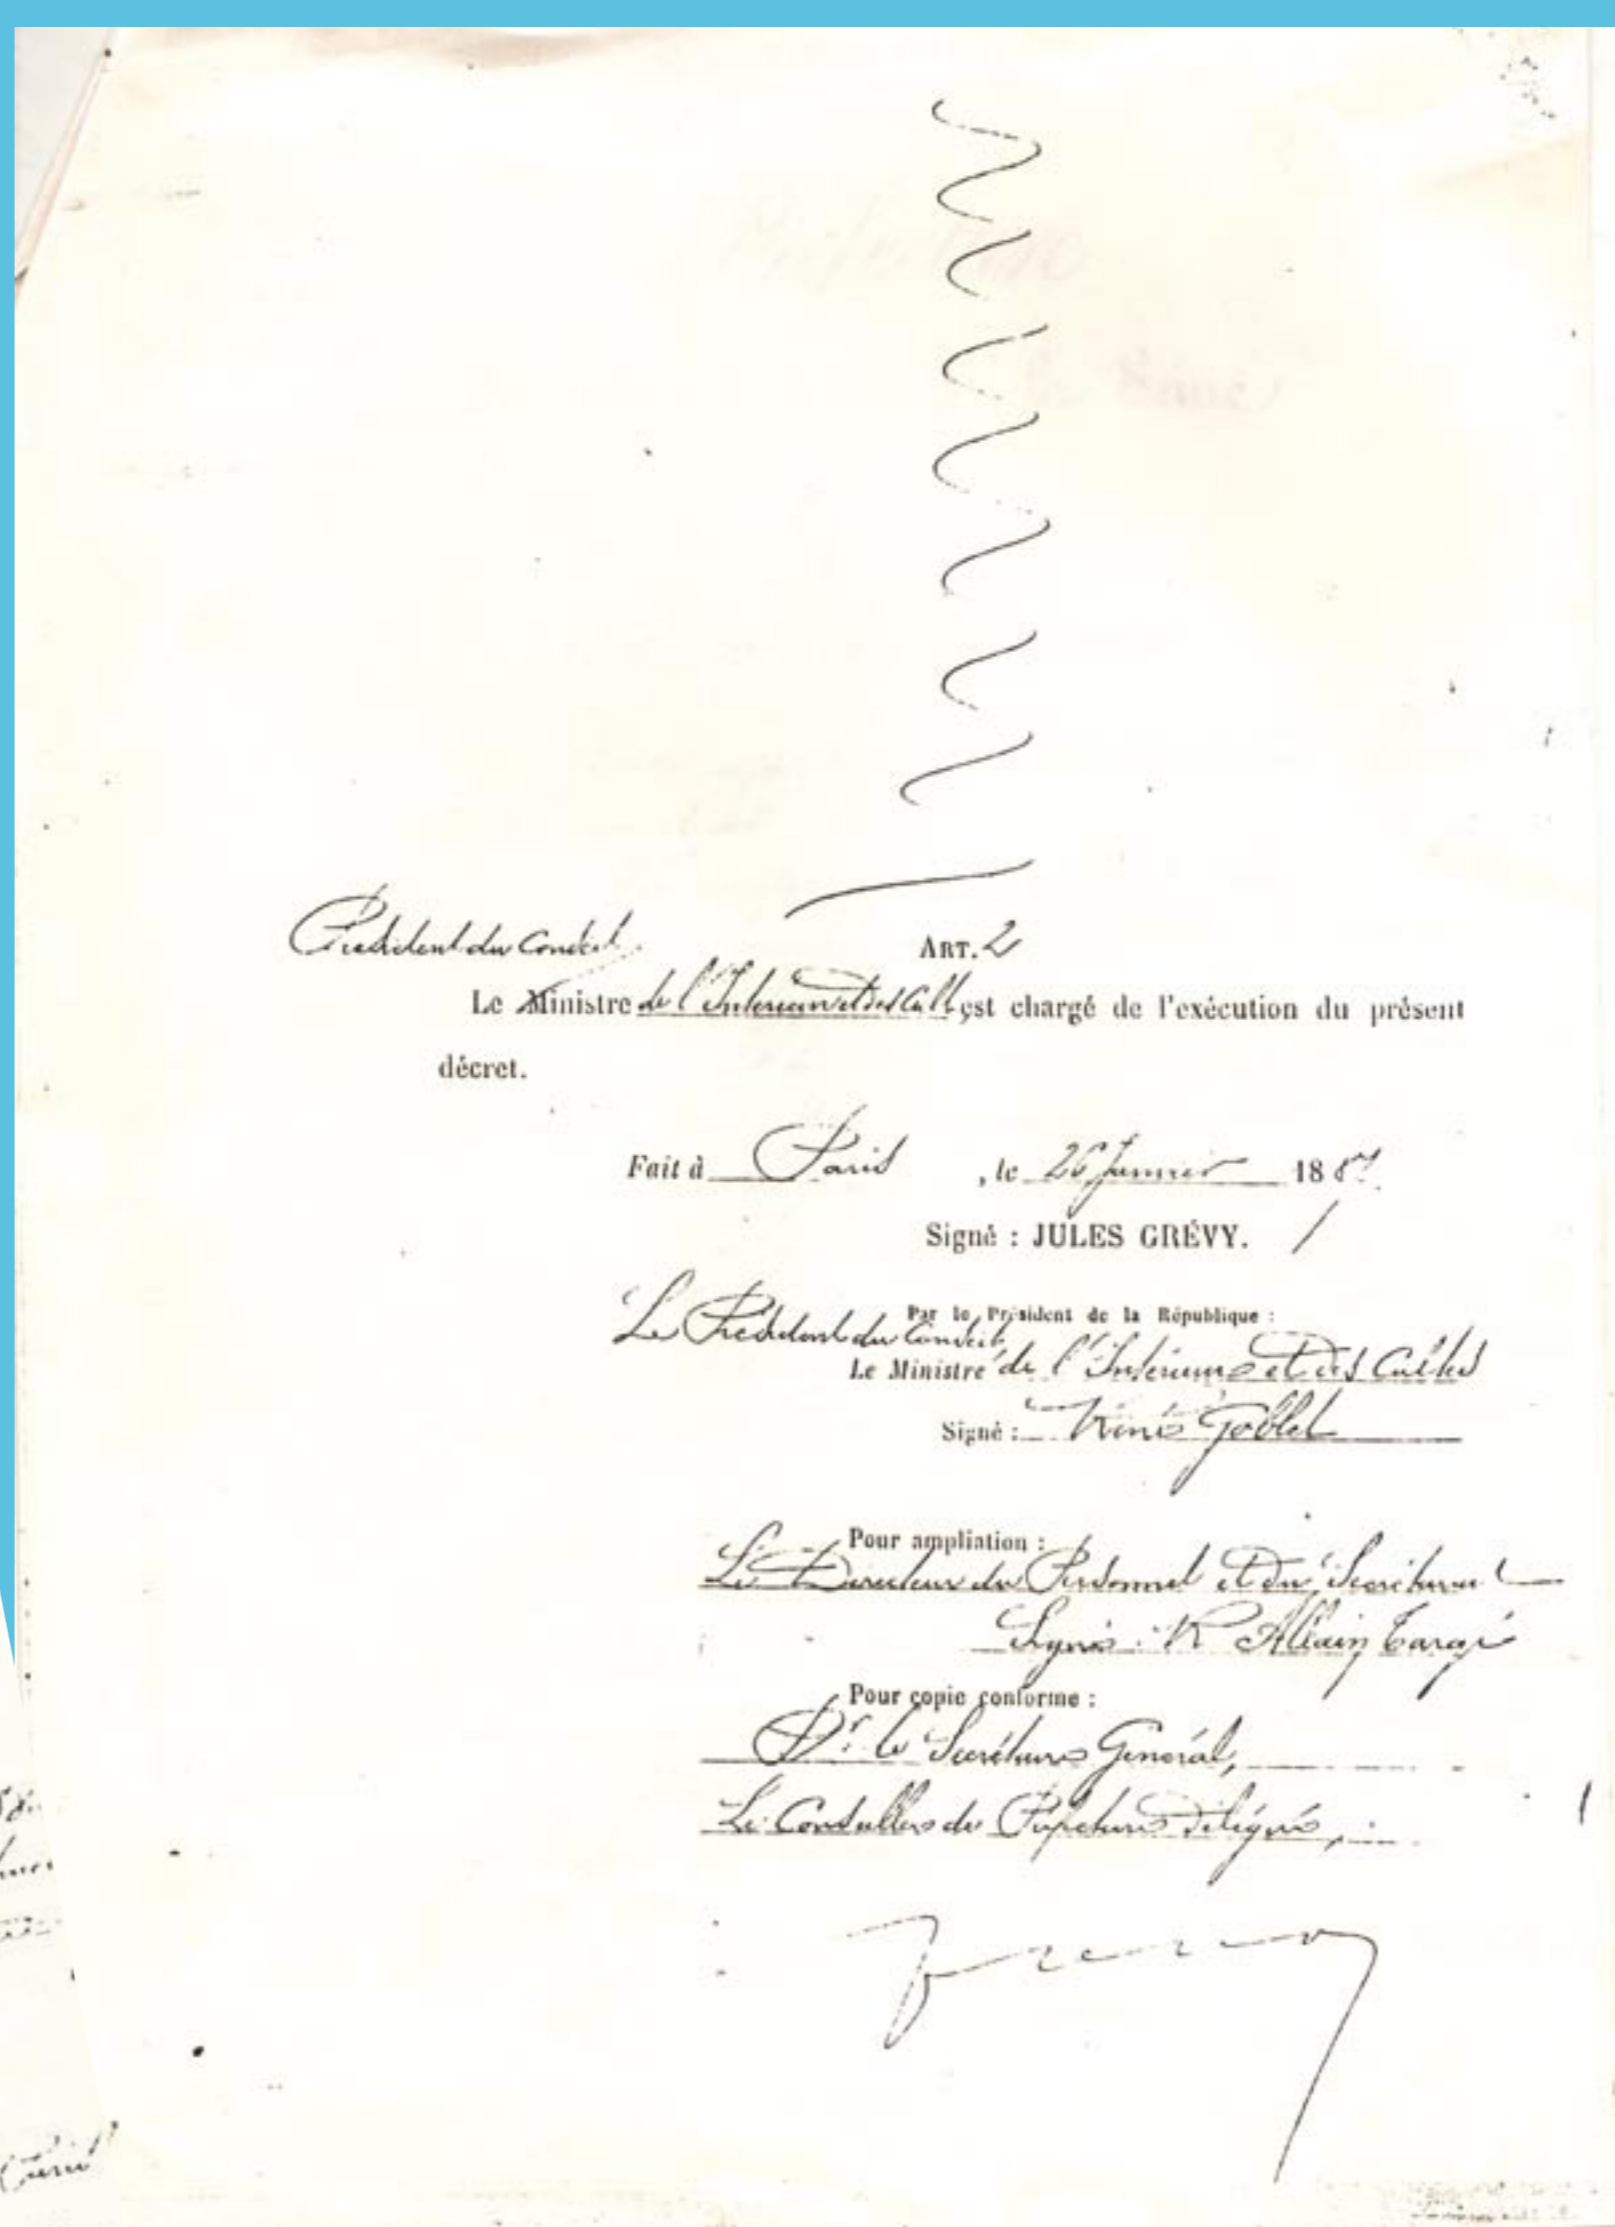 Président du Conseil
ART. 2
Le Ministre de l'Intérieur et des Cultes est chargé de l'exécution du présent
décret.
Fait à Paris, le 26 Janvier 1887
Signé : JULES GRÉVY.
Par le Président de la République :
Le Président du Conseil,
Le Ministre de l'Intérieur et des Cultes
Signé : René Goblet
Pour ampliation :
Le Directeur du Personnel et du Secrétariat
Signé : R Allain Targé
Pour copie conforme :
Pr. le Secrétaire Général,
Le Conseiller de Préfecture délégué,